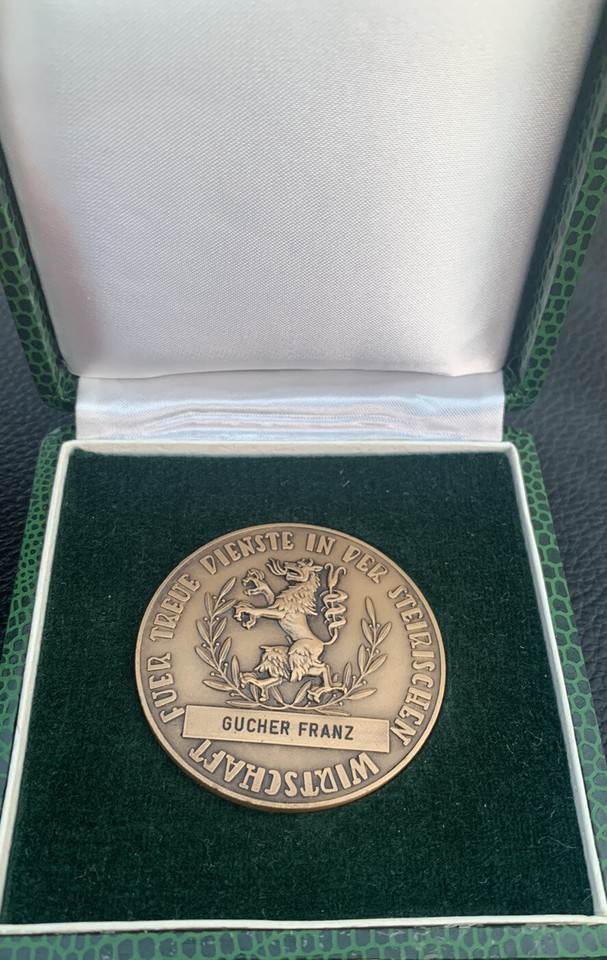 FUER TREUE DIENSTE IN DER STEIRISCHEN WIRTSCHAFT
GUCHER FRANZ